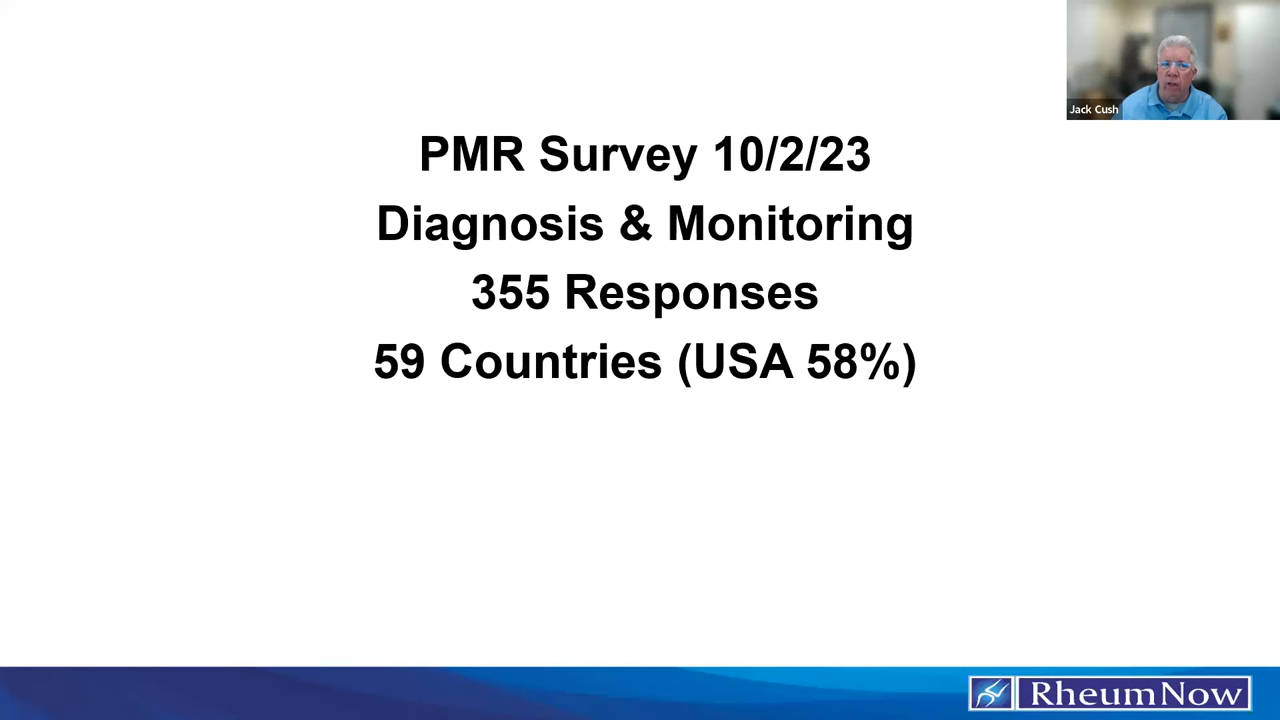 Jack Cush
PMR Survey 10/2/23
Diagnosis & Monitoring
355 Responses
59 Countries (USA 58%)
RheumNow